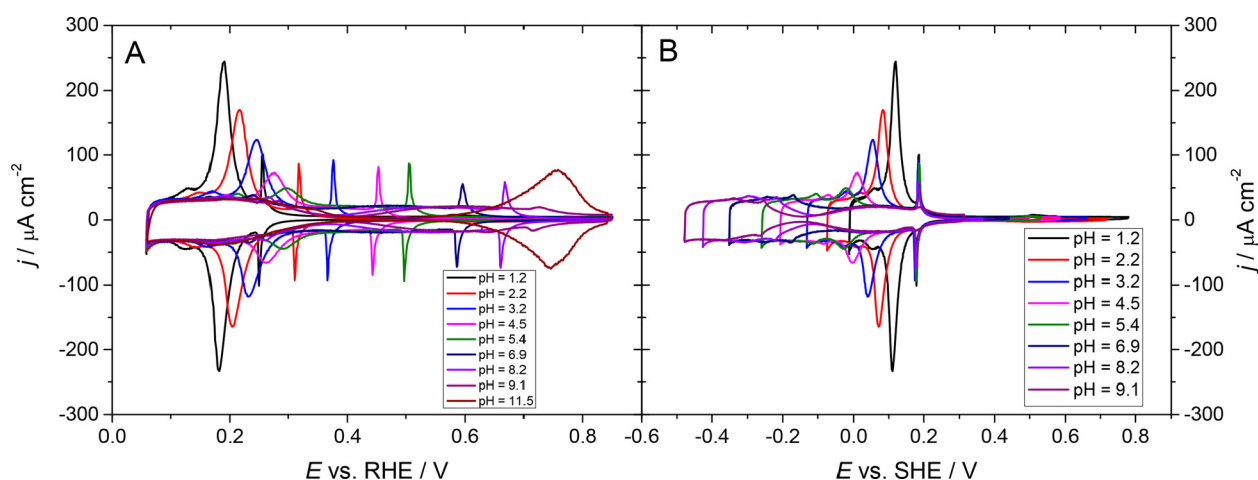 A
B
300
200
100
0
-100
-200
-300
j / μA cm-2
0.0
0.2
0.4
0.6
0.8
E vs. RHE / V
pH = 1.2
pH = 2.2
pH = 3.2
pH = 4.5
pH = 5.4
pH = 6.9
pH = 8.2
pH = 9.1
pH = 11.5
-0.6
-0.4
-0.2
0.0
0.2
0.4
0.6
0.8
E vs. SHE / V
pH = 1.2
pH = 2.2
pH = 3.2
pH = 4.5
pH = 5.4
pH = 6.9
pH = 8.2
pH = 9.1
300
200
100
0
-100
-200
-300
j / μA cm-2